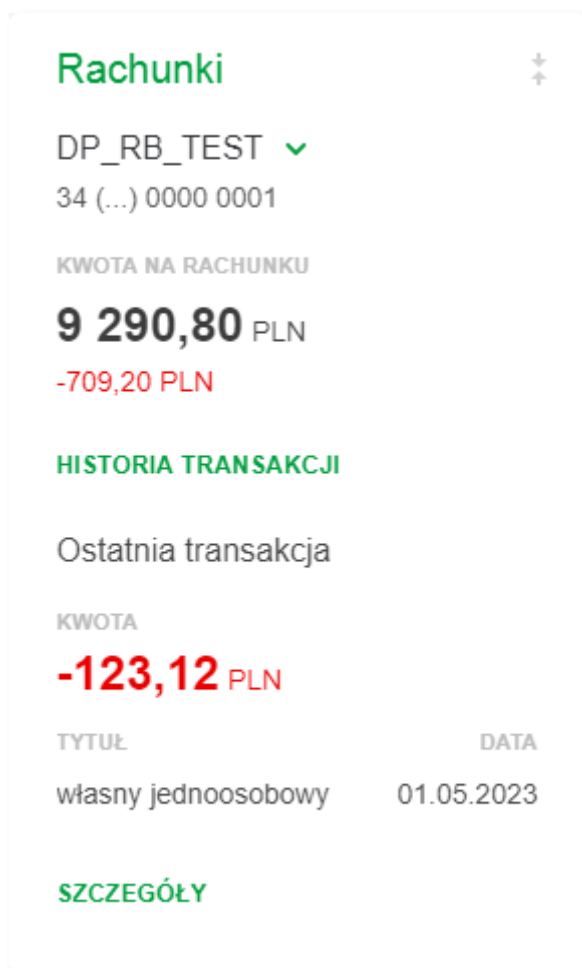 Rachunki
DP_RB_TEST
34 (...) 0000 0001
KWOTA NA RACHUNKU
9 290,80 PLN
-709,20 PLN
HISTORIA TRANSAKCJI
Ostatnia transakcja
KWOTA
-123,12 PLN
TYTUŁ DATA
własny jednoosobowy 01.05.2023
SZCZEGÓŁY